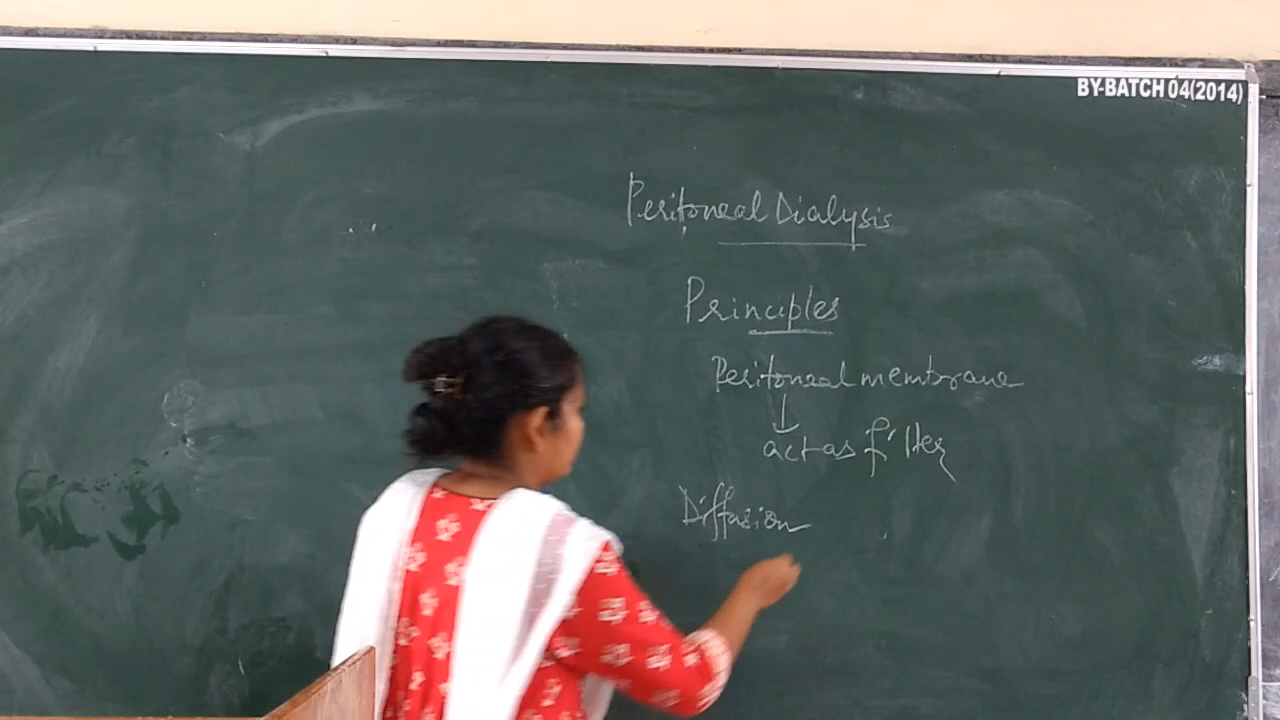 BY-BATCH 04(2014)
Peritoneal Dialysis
Principles
Peritoneal membrane
↓
act as filter
Diffusion